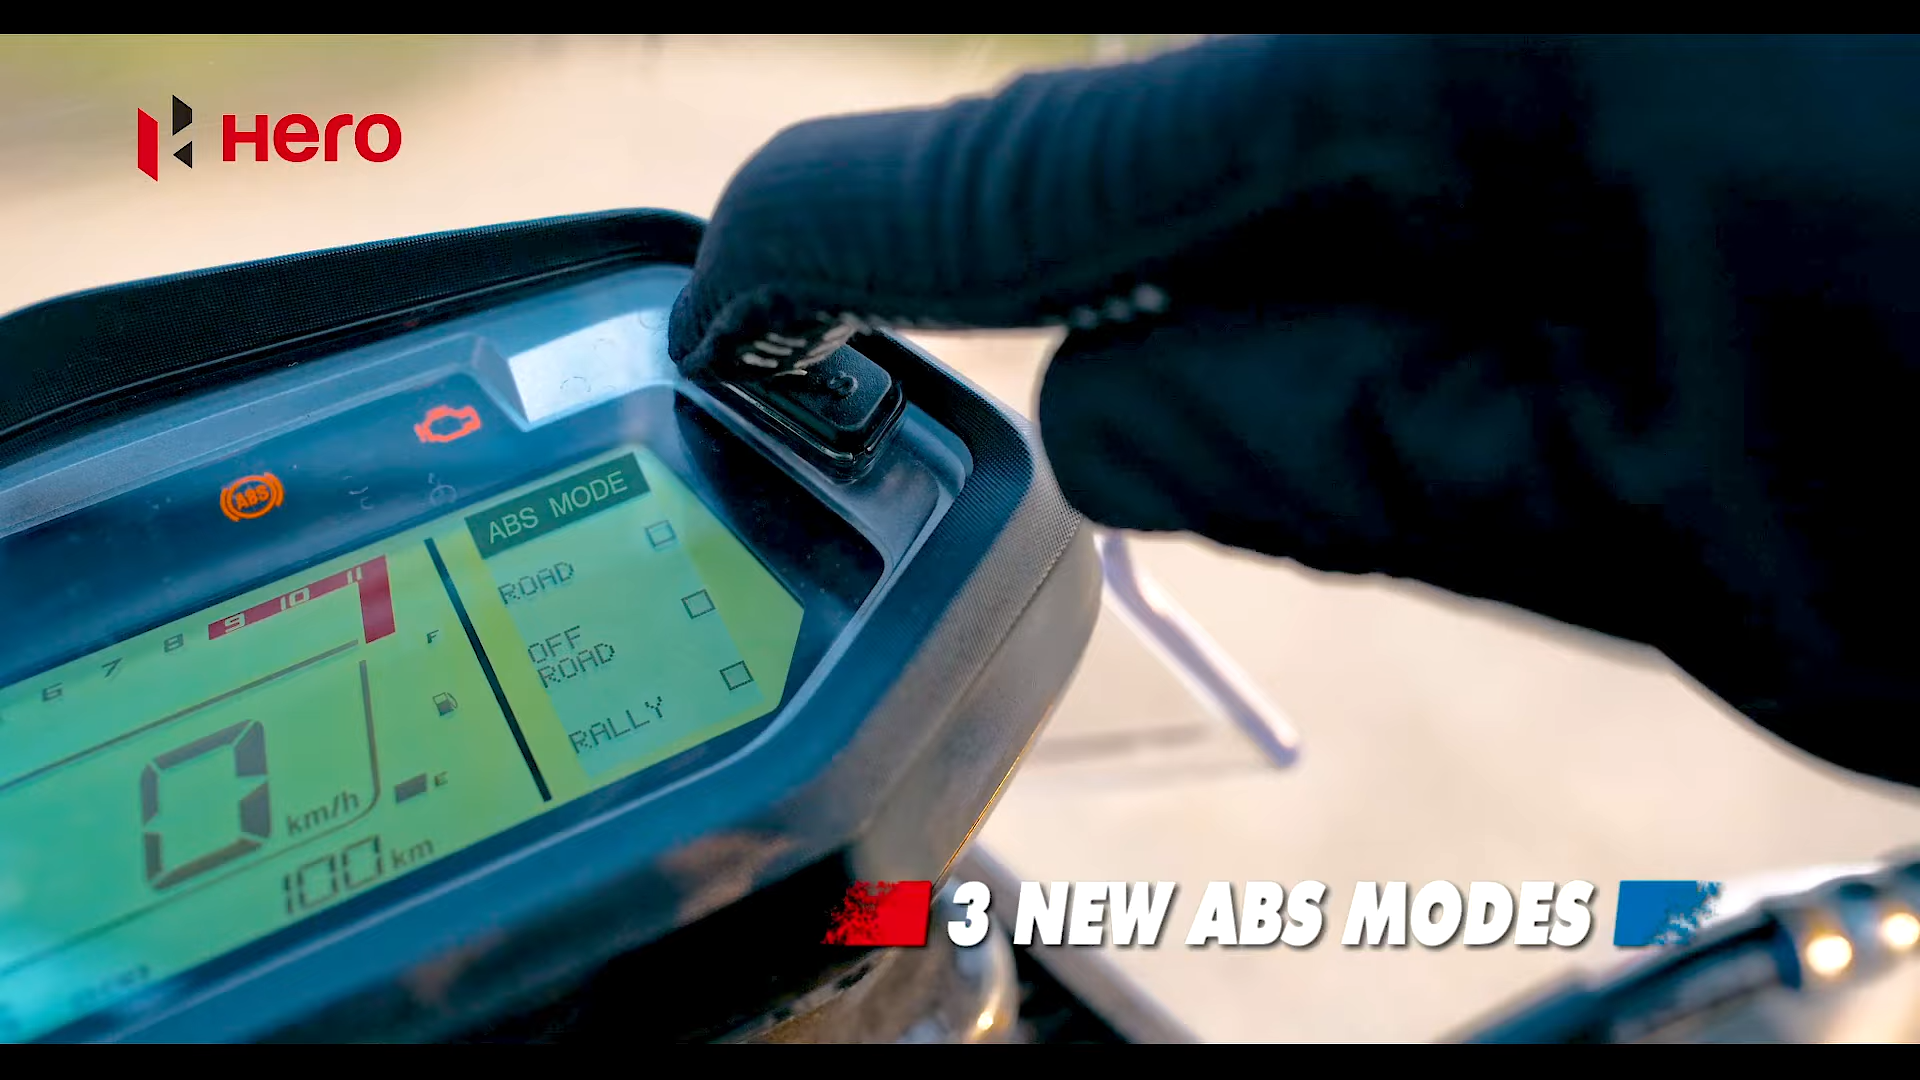 Hero
S
ABS
ABS MODE
ROAD
OFF
ROAD
RALLY
6 7 8 9 10 11
F
E
0 km/h
100 km
3 NEW ABS MODES